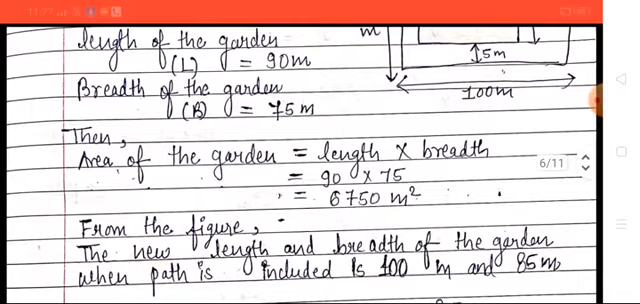 length of the garden
m
(L) = 90m
5m
Breadth of the garden
100m
(B) = 75m
Then,
Area of the garden = length X breadth
= 90 X 75
6/11
= 6750 m²
From the figure,
The new length and breadth of the garden
when path is included is 100 m and 85m